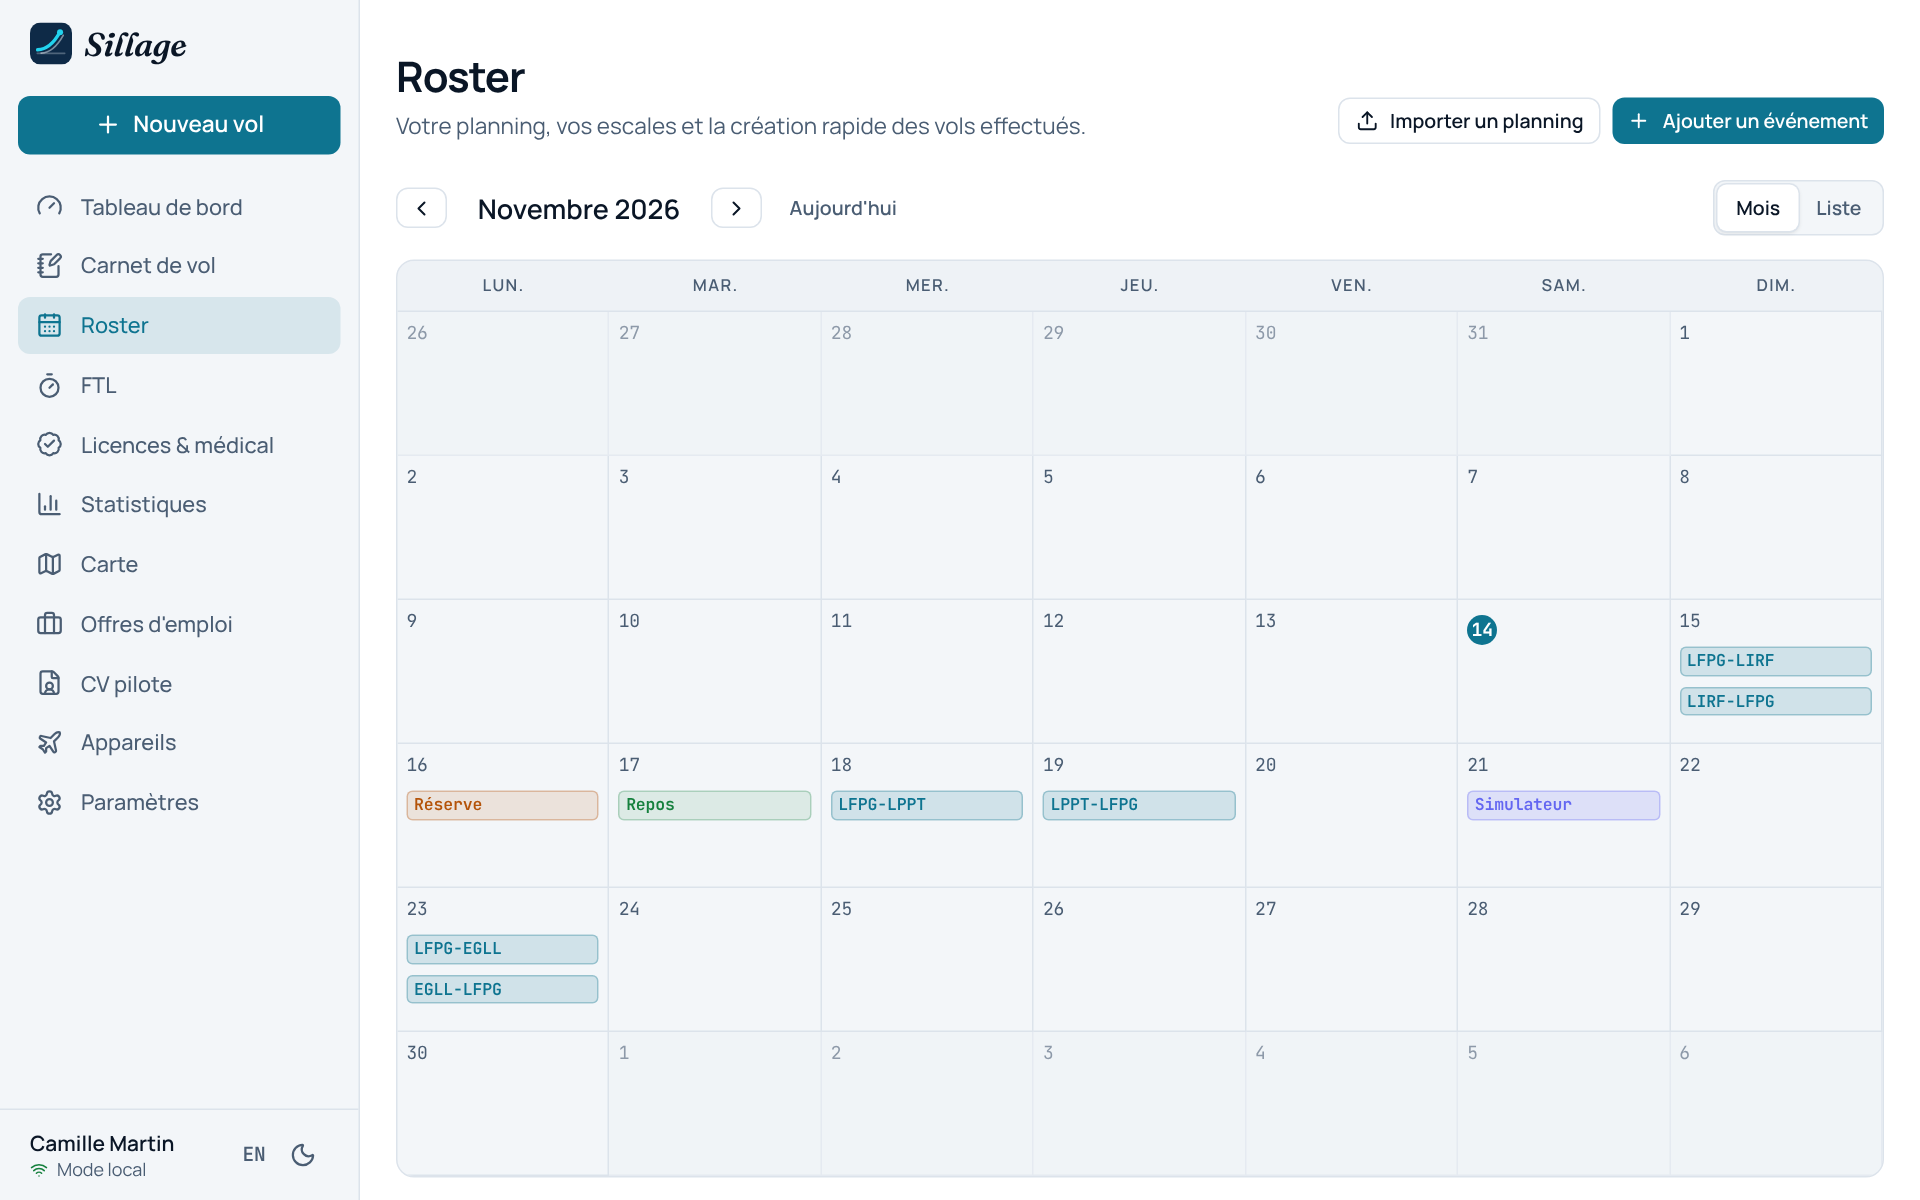 Sillage
Nouveau vol
Tableau de bord
Carnet de vol
Roster
FTL
Licences & médical
Statistiques
Carte
Offres d'emploi
CV pilote
Appareils
Paramètres
Camille Martin
Mode local
EN
Roster
Votre planning, vos escales et la création rapide des vols effectués.
Importer un planning
Ajouter un événement
Novembre 2026
Aujourd'hui
Mois
Liste
LUN. MAR. MER. JEU. VEN. SAM. DIM.
26 27 28 29 30 31 1
2 3 4 5 6 7 8
9 10 11 12 13 14 15
LFPG-LIRF
LIRF-LFPG
16 17 18 19 20 21 22
Réserve Repos LFPG-LPPT LPPT-LFPG Simulateur
23 24 25 26 27 28 29
LFPG-EGLL
EGLL-LFPG
30 1 2 3 4 5 6